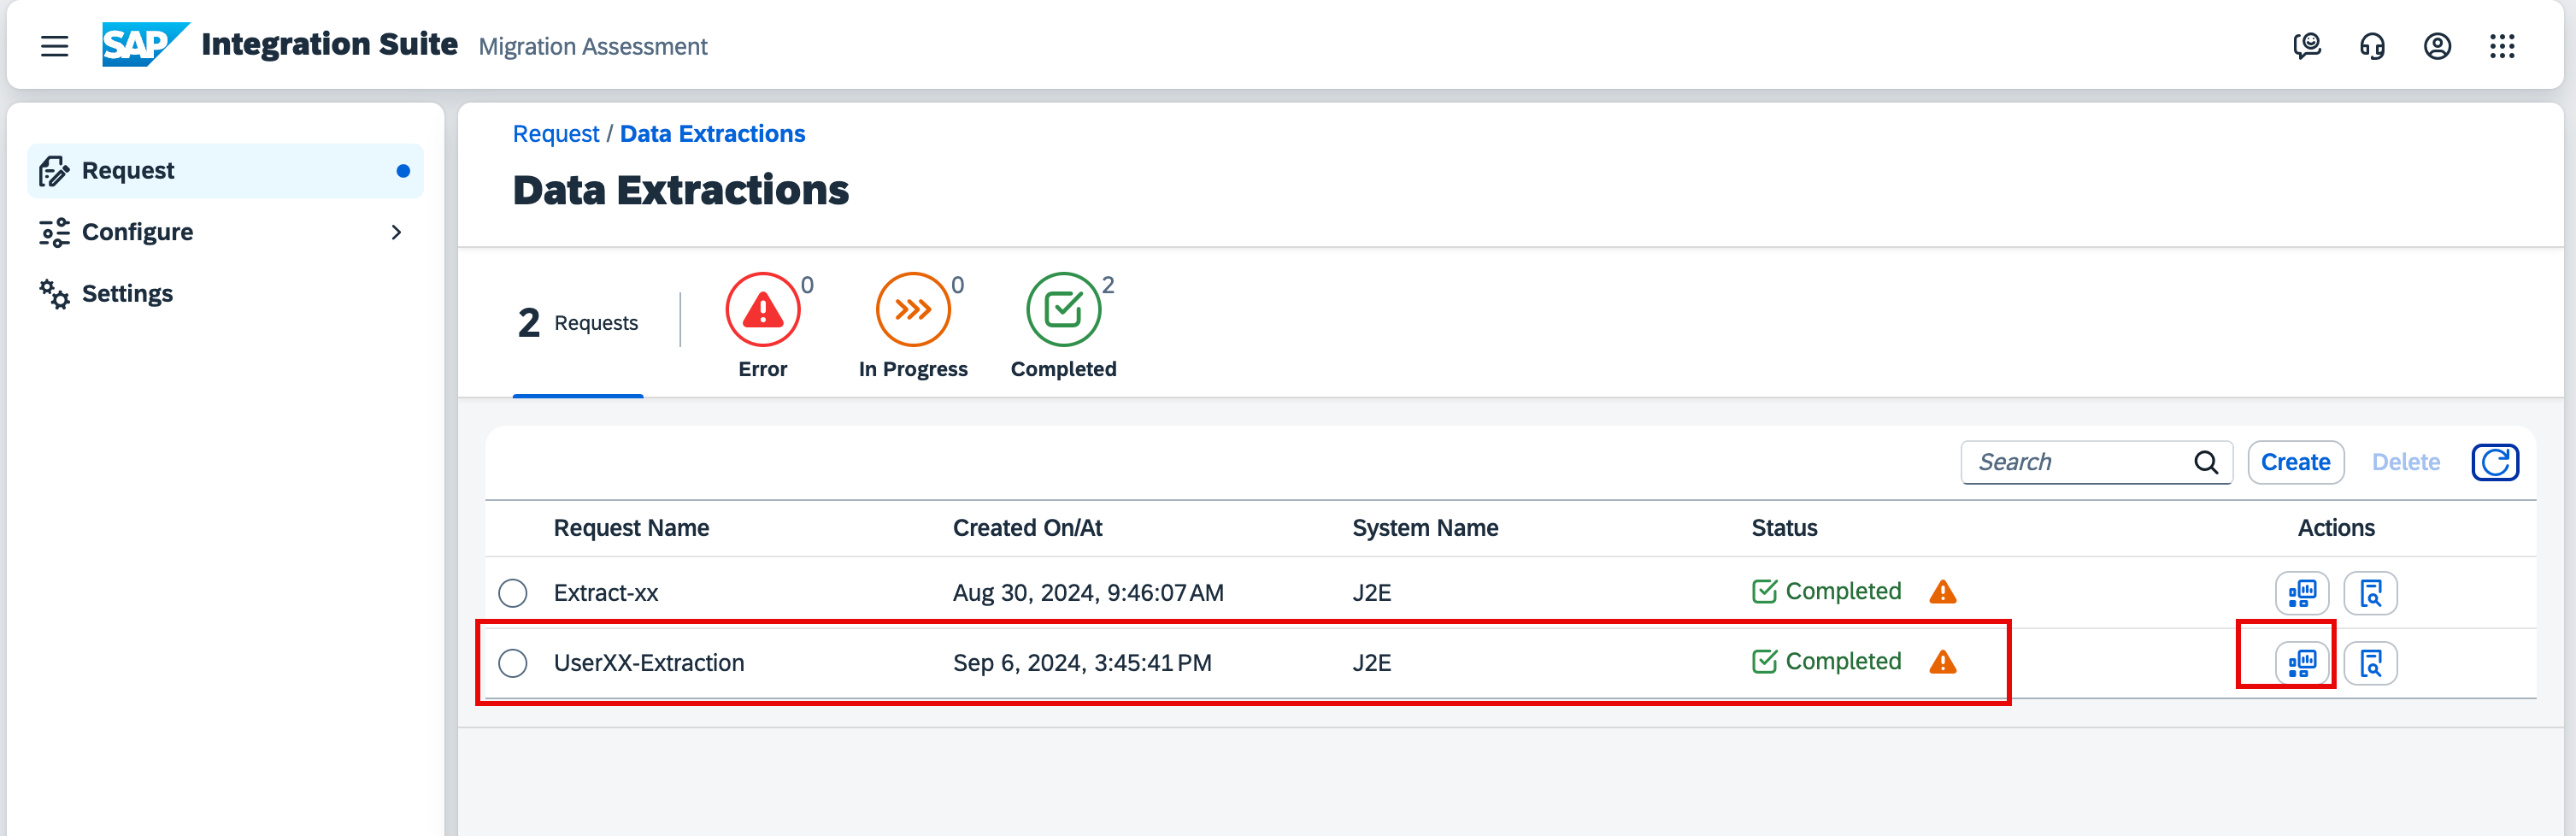 SAP Integration Suite Migration Assessment
Request
Configure
Settings
Request / Data Extractions
Data Extractions
2 Requests
0
Error
0
In Progress
2
Completed
Search Create Delete
Request Name Created On/At System Name Status Actions
Extract-xx Aug 30, 2024, 9:46:07 AM J2E Completed
UserXX-Extraction Sep 6, 2024, 3:45:41 PM J2E Completed